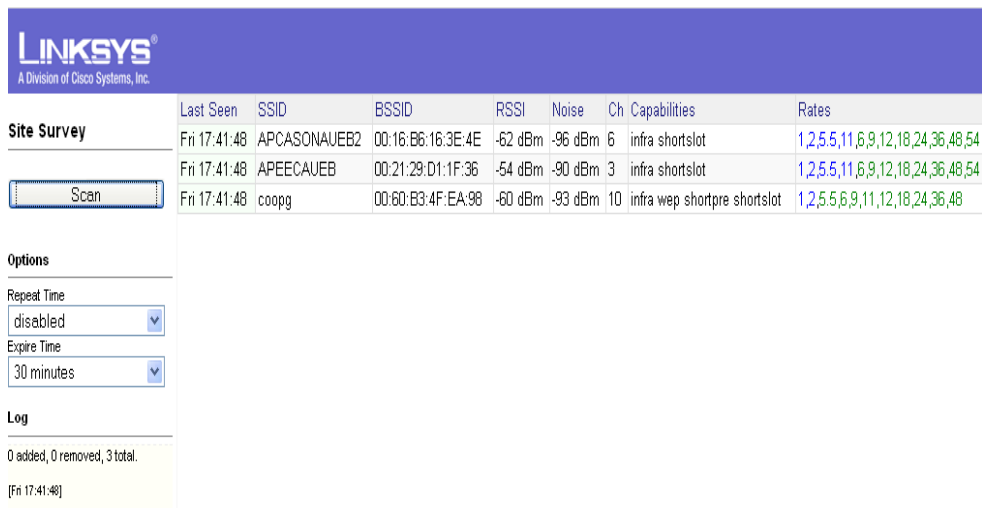 LINKSYS®
A Division of Cisco Systems, Inc.
Site Survey
Scan
Options
Repeat Time
disabled
Expire Time
30 minutes
Log
0 added, 0 removed, 3 total.
[Fri 17:41:48]
Last Seen SSID BSSID RSSI Noise Ch Capabilities Rates
Fri 17:41:48 APCASONAUEB2 00:16:B6:16:3E:4E -62 dBm -96 dBm 6 infra shortslot 1,2,5.5,11,6,9,12,18,24,36,48,54
Fri 17:41:48 APEECAUEB 00:21:29:D1:1F:36 -54 dBm -90 dBm 3 infra shortslot 1,2,5.5,11,6,9,12,18,24,36,48,54
Fri 17:41:48 coopg 00:60:B3:4F:EA:98 -60 dBm -93 dBm 10 infra wep shortpre shortslot 1,2,5.5,6,9,11,12,18,24,36,48